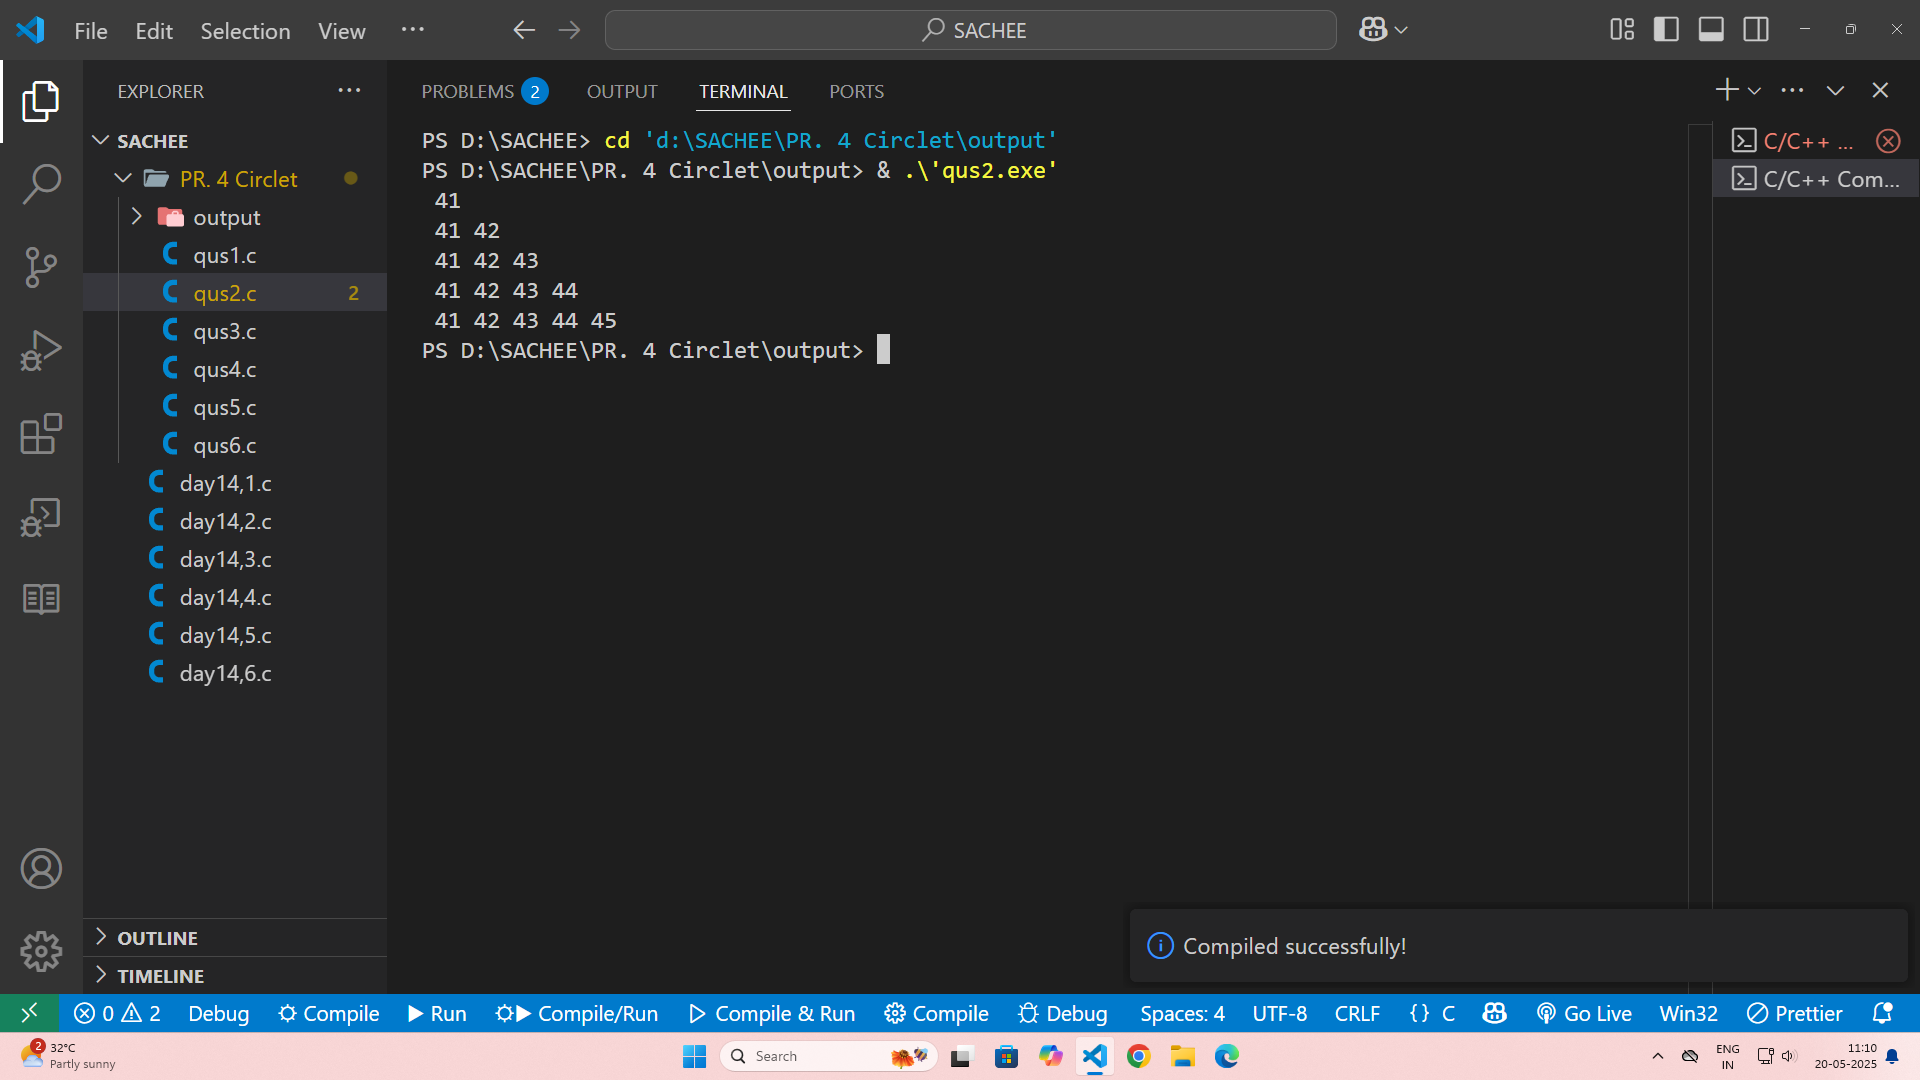 File Edit Selection View ··· SACHEE
EXPLORER ···
SACHEE
PR. 4 Circlet
output
qus1.c
qus2.c 2
qus3.c
qus4.c
qus5.c
qus6.c
day14,1.c
day14,2.c
day14,3.c
day14,4.c
day14,5.c
day14,6.c
OUTLINE
TIMELINE
PROBLEMS 2 OUTPUT TERMINAL PORTS
PS D:\SACHEE> cd 'd:\SACHEE\PR. 4 Circlet\output'
PS D:\SACHEE\PR. 4 Circlet\output> & .\'qus2.exe'
41
41 42
41 42 43
41 42 43 44
41 42 43 44 45
PS D:\SACHEE\PR. 4 Circlet\output>
C/C++ ...
C/C++ Com...
Compiled successfully!
0 2 Debug Compile Run Compile/Run Compile & Run Compile Debug Spaces: 4 UTF-8 CRLF {} C Go Live Win32 Prettier
2 32°C
Partly sunny
Search
ENG
IN
11:10
20-05-2025